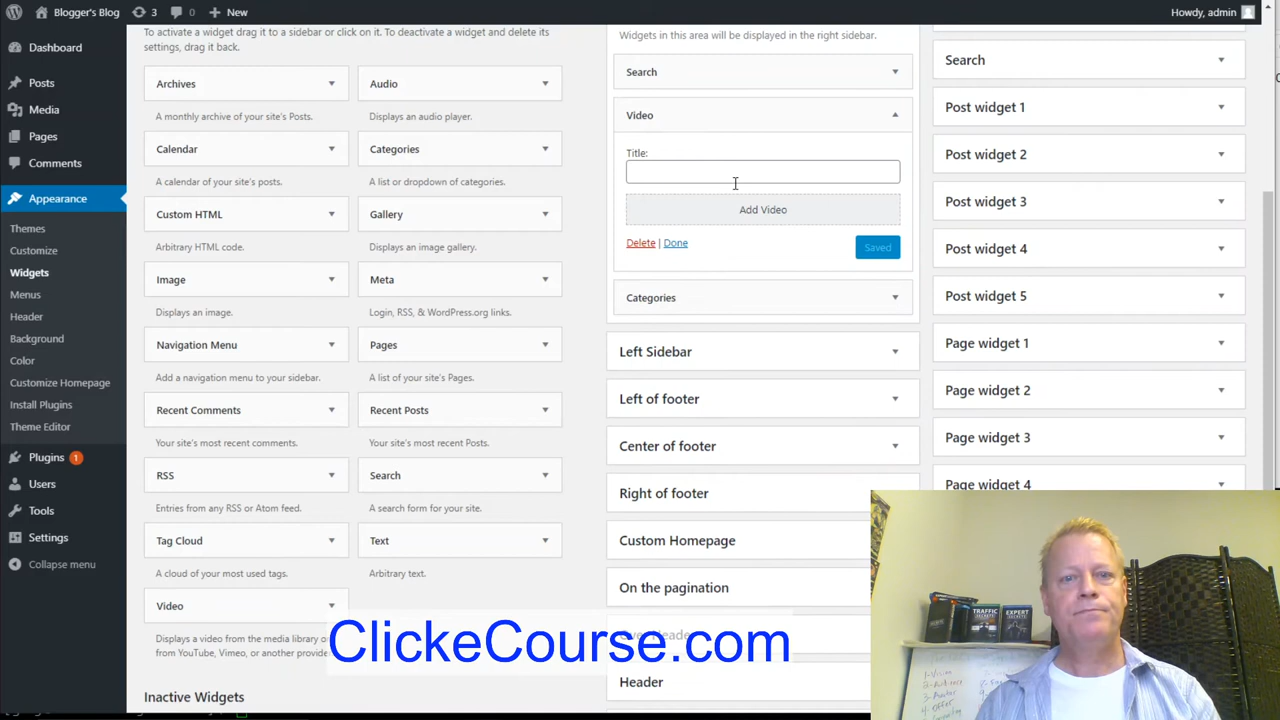 Blogger's Blog
3
0
New
Howdy, admin
Dashboard
Posts
Media
Pages
Comments
Appearance
Themes
Customize
Widgets
Menus
Header
Background
Color
Customize Homepage
Install Plugins
Theme Editor
Plugins 1
Users
Tools
Settings
Collapse menu
To activate a widget drag it to a sidebar or click on it. To deactivate a widget and delete its
settings, drag it back.
Archives
A monthly archive of your site's Posts.
Audio
Displays an audio player.
Calendar
A calendar of your site's posts.
Categories
A list or dropdown of categories.
Custom HTML
Arbitrary HTML code.
Gallery
Displays an image gallery.
Image
Displays an image.
Meta
Login, RSS, & WordPress.org links.
Navigation Menu
Add a navigation menu to your sidebar.
Pages
A list of your site's Pages.
Recent Comments
Your site's most recent comments.
Recent Posts
Your site's most recent Posts.
RSS
Entries from any RSS or Atom feed.
Search
A search form for your site.
Tag Cloud
A cloud of your most used tags.
Text
Arbitrary text.
Video
Displays a video from the media library or
from YouTube, Vimeo, or another provider
Inactive Widgets
Widgets in this area will be displayed in the right sidebar.
Search
Video
Title:
Add Video
Delete | Done
Saved
Categories
Left Sidebar
Left of footer
Center of footer
Right of footer
Custom Homepage
On the pagination
Header
Search
Post widget 1
Post widget 2
Post widget 3
Post widget 4
Post widget 5
Page widget 1
Page widget 2
Page widget 3
Page widget 4
ClickeCourse.com
TRAFFIC
SECRETS
EXPERT
SECRETS